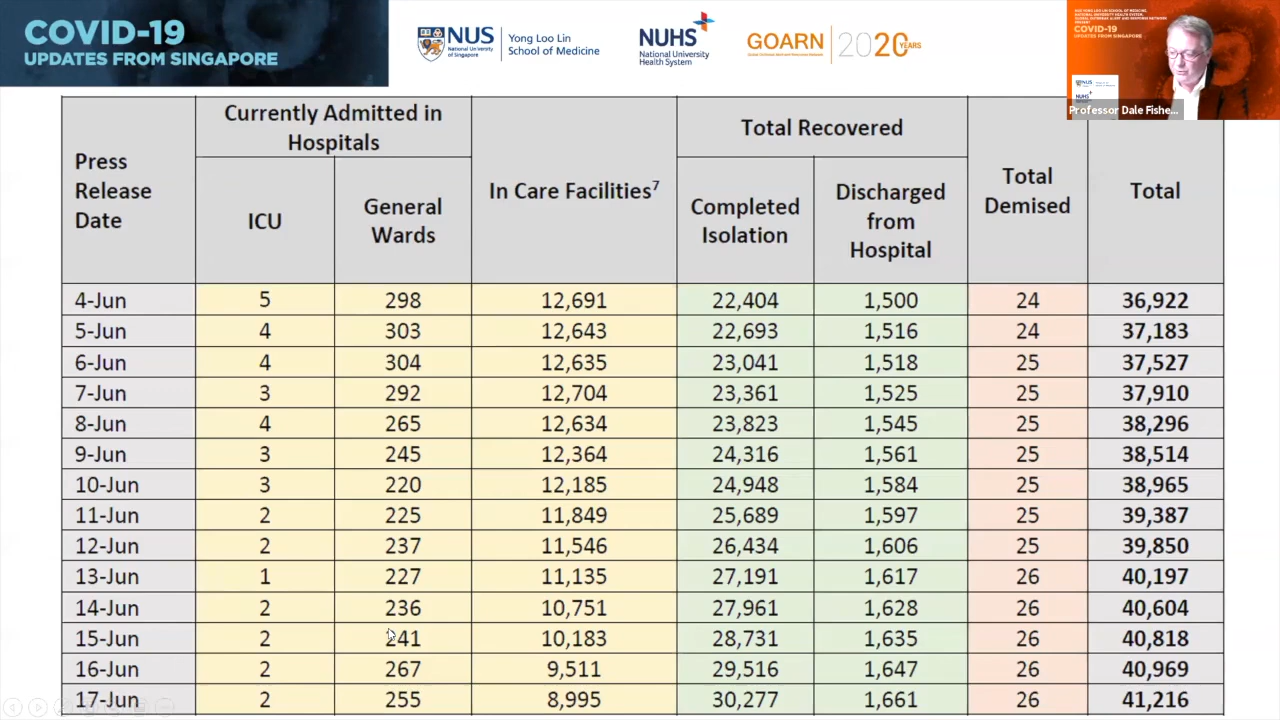 COVID-19
UPDATES FROM SINGAPORE
NUS
National University
of Singapore
Yong Loo Lin
School of Medicine
NUHS
National University
Health System
GOARN
2020 YEARS
COVID-19
UPDATES FROM SINGAPORE
NUHS
Professor Dale Fishe...
Press Release Date
Currently Admitted in Hospitals
ICU
General Wards
In Care Facilities⁷
Total Recovered
Completed Isolation
Discharged from Hospital
Total Demised
Total
4-Jun 5 298 12,691 22,404 1,500 24 36,922
5-Jun 4 303 12,643 22,693 1,516 24 37,183
6-Jun 4 304 12,635 23,041 1,518 25 37,527
7-Jun 3 292 12,704 23,361 1,525 25 37,910
8-Jun 4 265 12,634 23,823 1,545 25 38,296
9-Jun 3 245 12,364 24,316 1,561 25 38,514
10-Jun 3 220 12,185 24,948 1,584 25 38,965
11-Jun 2 225 11,849 25,689 1,597 25 39,387
12-Jun 2 237 11,546 26,434 1,606 25 39,850
13-Jun 1 227 11,135 27,191 1,617 26 40,197
14-Jun 2 236 10,751 27,961 1,628 26 40,604
15-Jun 2 241 10,183 28,731 1,635 26 40,818
16-Jun 2 267 9,511 29,516 1,647 26 40,969
17-Jun 2 255 8,995 30,277 1,661 26 41,216